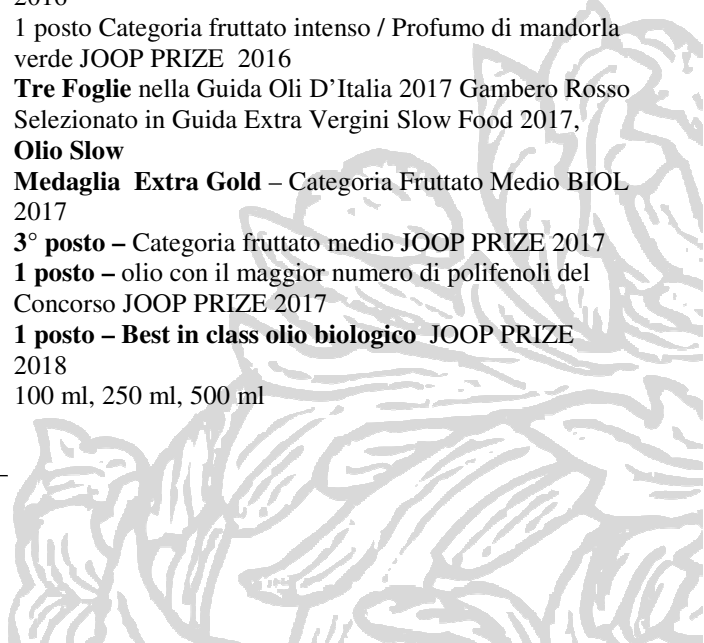 2016
1 posto Categoria fruttato intenso / Profumo di mandorla
verde JOOP PRIZE 2016
Tre Foglie nella Guida Oli D’Italia 2017 Gambero Rosso
Selezionato in Guida Extra Vergini Slow Food 2017,
Olio Slow
Medaglia Extra Gold – Categoria Fruttato Medio BIOL
2017
3° posto – Categoria fruttato medio JOOP PRIZE 2017
1 posto – olio con il maggior numero di polifenoli del
Concorso JOOP PRIZE 2017
1 posto – Best in class olio biologico JOOP PRIZE
2018
100 ml, 250 ml, 500 ml